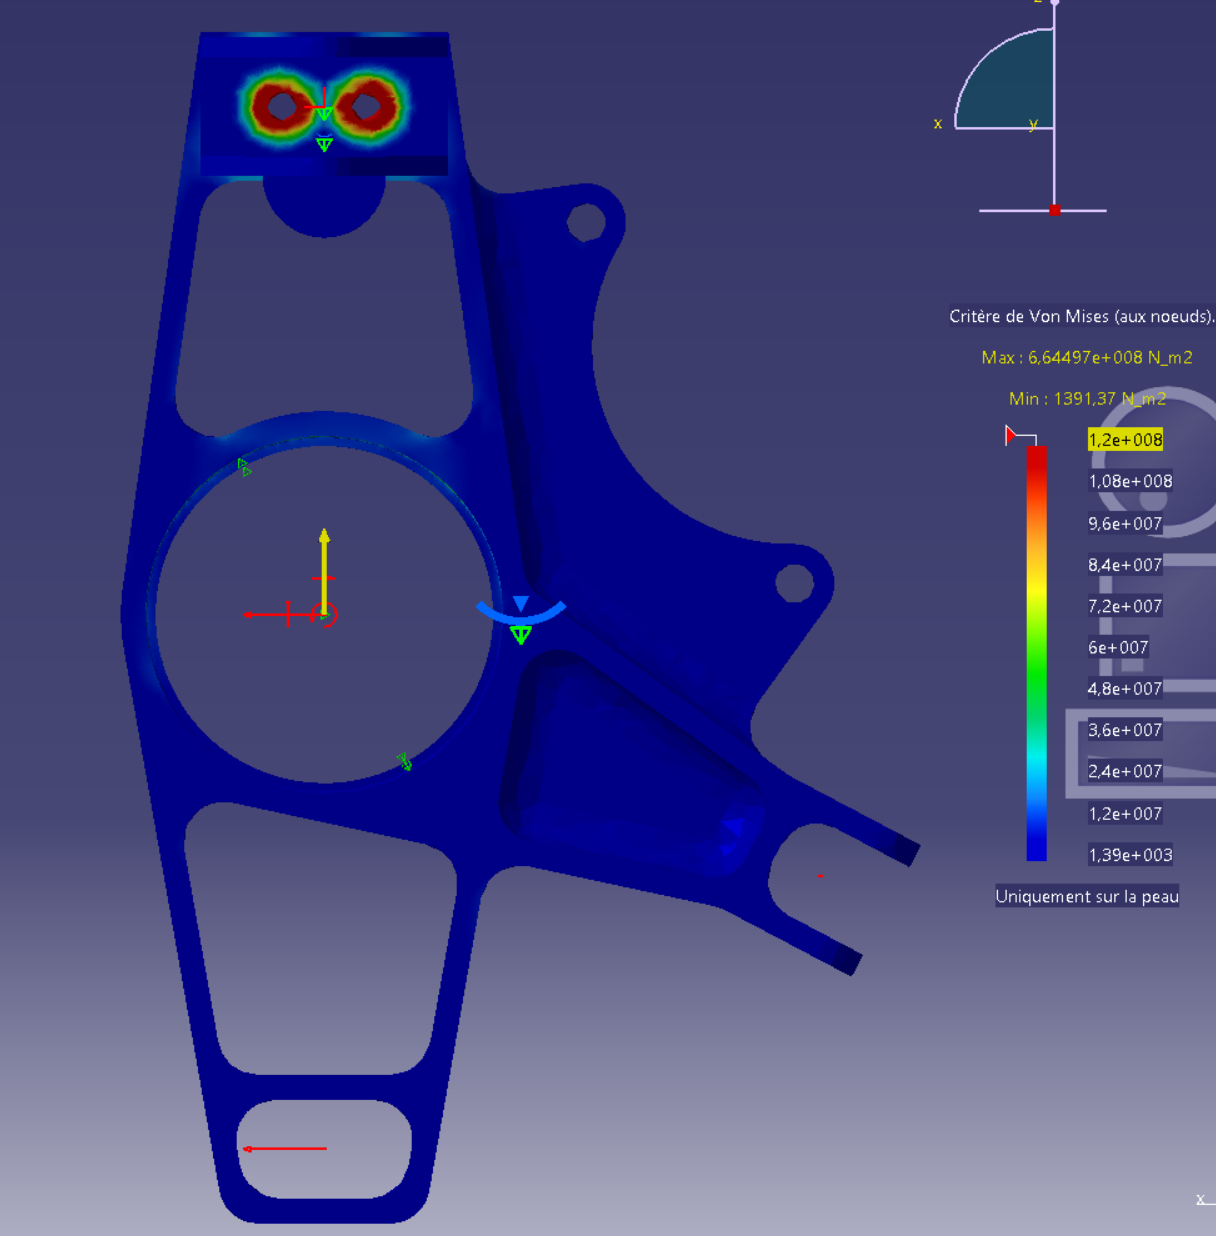 z
x
y
Critère de Von Mises (aux noeuds).
Max : 6,64497e+008 N_m2
Min : 1391,37 N_m2
1,2e+008
1,08e+008
9,6e+007
8,4e+007
7,2e+007
6e+007
4,8e+007
3,6e+007
2,4e+007
1,2e+007
1,39e+003
Uniquement sur la peau
x